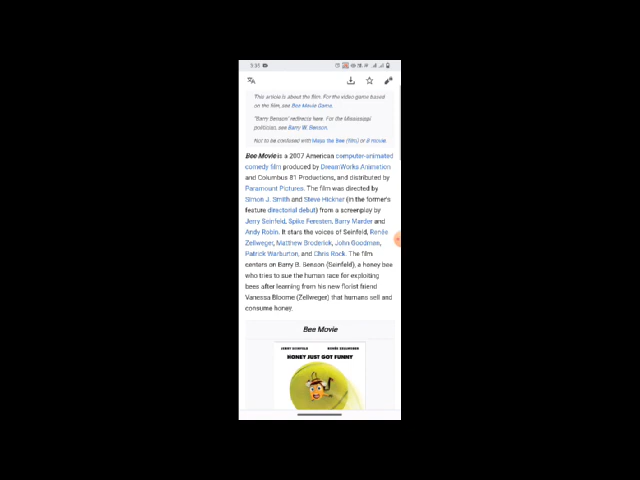 This article is about the film. For the video game based
on the film, see Bee Movie Game.
"Barry Benson" redirects here. For the Mississippi
politician, see Barry W. Benson.
Not to be confused with Maya the Bee (film) or B movie.
Bee Movie is a 2007 American computer-animated
comedy film produced by DreamWorks Animation
and Columbus 81 Productions, and distributed by
Paramount Pictures. The film was directed by
Simon J. Smith and Steve Hickner (in the former's
feature directorial debut) from a screenplay by
Jerry Seinfeld, Spike Feresten, Barry Marder and
Andy Robin. It stars the voices of Seinfeld, Renée
Zellweger, Matthew Broderick, John Goodman,
Patrick Warburton, and Chris Rock. The film
centers on Barry B. Benson (Seinfeld), a honey bee
who tries to sue the human race for exploiting
bees after learning from his new florist friend
Vanessa Bloome (Zellweger) that humans sell and
consume honey.
Bee Movie
JERRY SEINFELD RENÉE ZELLWEGER
HONEY JUST GOT FUNNY